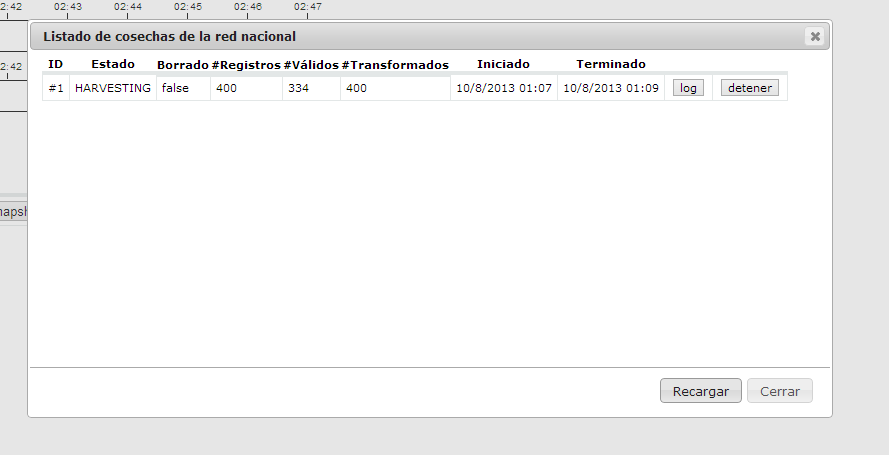 2:42 02:43 02:44 02:45 02:46 02:47
Listado de cosechas de la red nacional
2:42
ID Estado Borrado #Registros #Válidos #Transformados Iniciado Terminado
#1 HARVESTING false 400 334 400 10/8/2013 01:07 10/8/2013 01:09 log detener
napsh
Recargar Cerrar